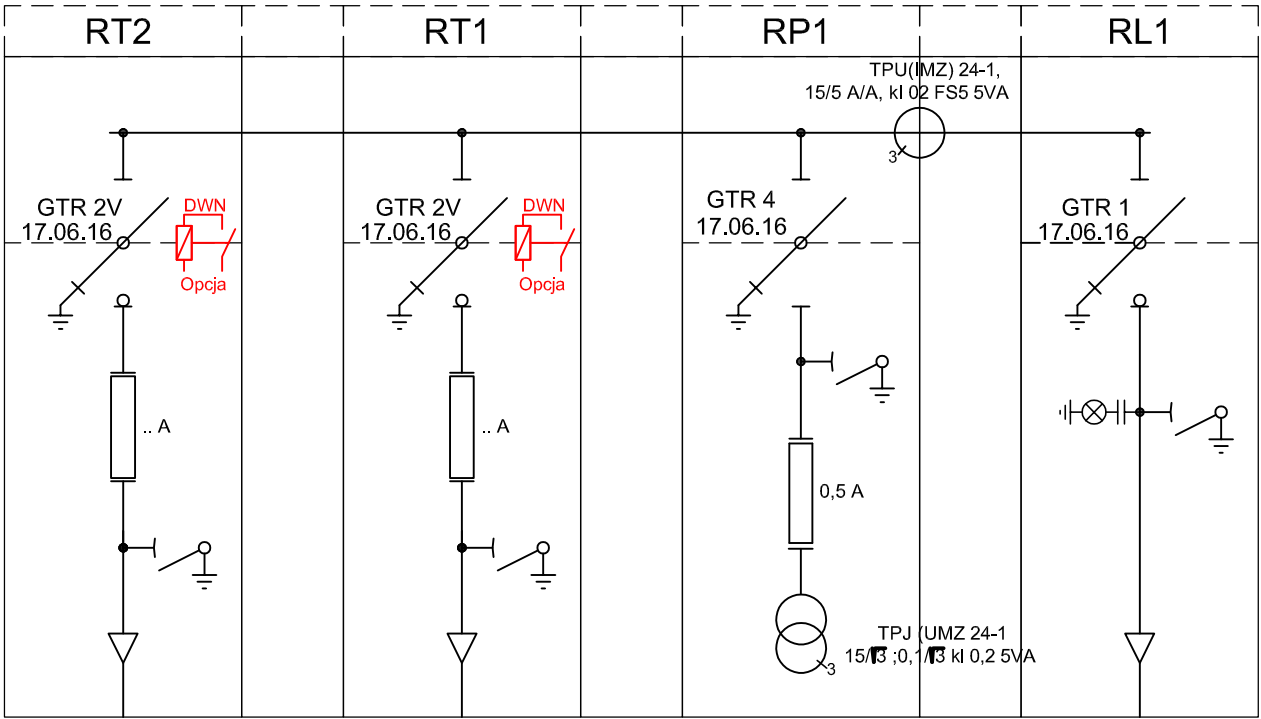 RT2
RT1
RP1
RL1
TPU(IMZ) 24-1,
15/5 A/A, kl 02 FS5 5VA
3
GTR 2V
17.06.16
DWN
Opcja
GTR 2V
17.06.16
DWN
Opcja
GTR 4
17.06.16
GTR 1
17.06.16
.. A
.. A
0,5 A
TPJ (UMZ 24-1
15/√3 ;0,1/√3 kl 0,2 5VA
3